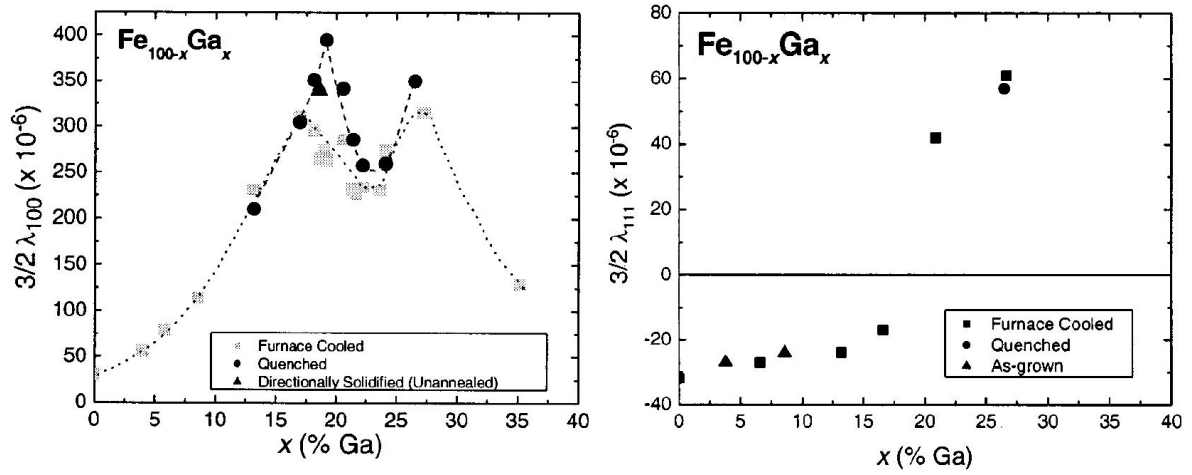 Fe100-xGax
3/2 λ100 (x 10-6)
400
350
300
250
200
150
100
50
0
Furnace Cooled
Quenched
Directionally Solidified (Unannealed)
0 5 10 15 20 25 30 35 40
x (% Ga)
Fe100-xGax
3/2 λ111 (x 10-6)
80
60
40
20
0
-20
-40
Furnace Cooled
Quenched
As-grown
0 5 10 15 20 25 30 35 40
x (% Ga)